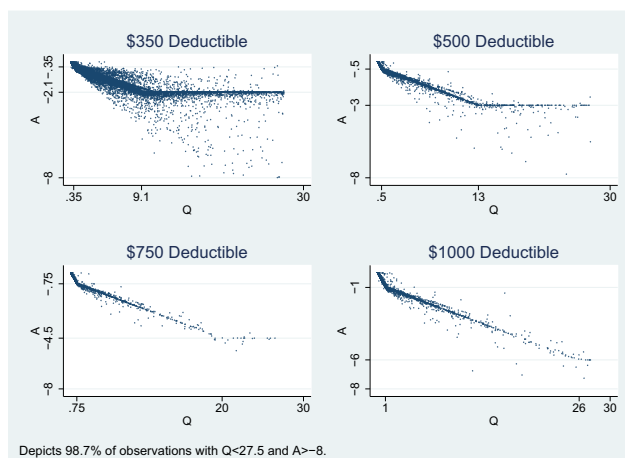 $350 Deductible
A
-.35
-2.1
-8
.35
9.1
30
Q
$500 Deductible
A
-.5
-3
-8
.5
13
30
Q
$750 Deductible
A
-.75
-4.5
-8
.75
20
30
Q
$1000 Deductible
A
-1
-6
-8
1
26
30
Q
Depicts 98.7% of observations with Q<27.5 and A>-8.